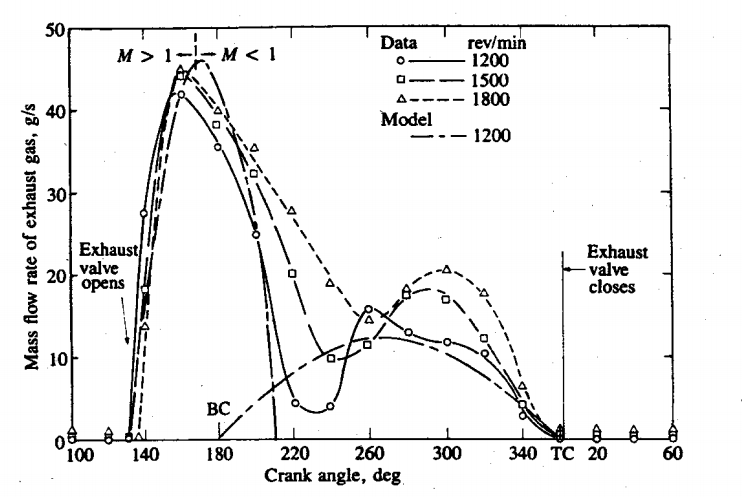 50
M > 1
M < 1
Data
rev/min
1200
1500
1800
Model
1200
40
30
20
10
0
Mass flow rate of exhaust gas, g/s
Exhaust
valve
opens
Exhaust
valve
closes
BC
100
140
180
220
260
300
340
TC
20
60
Crank angle, deg